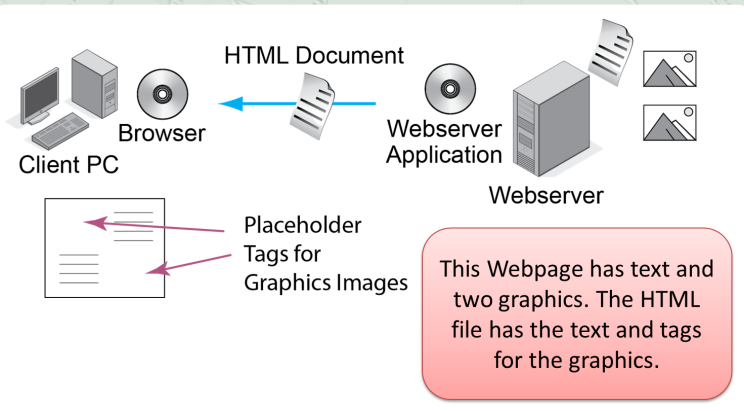 HTML Document
Browser
Client PC
Webserver
Application
Webserver
Placeholder
Tags for
Graphics Images
This Webpage has text and
two graphics. The HTML
file has the text and tags
for the graphics.